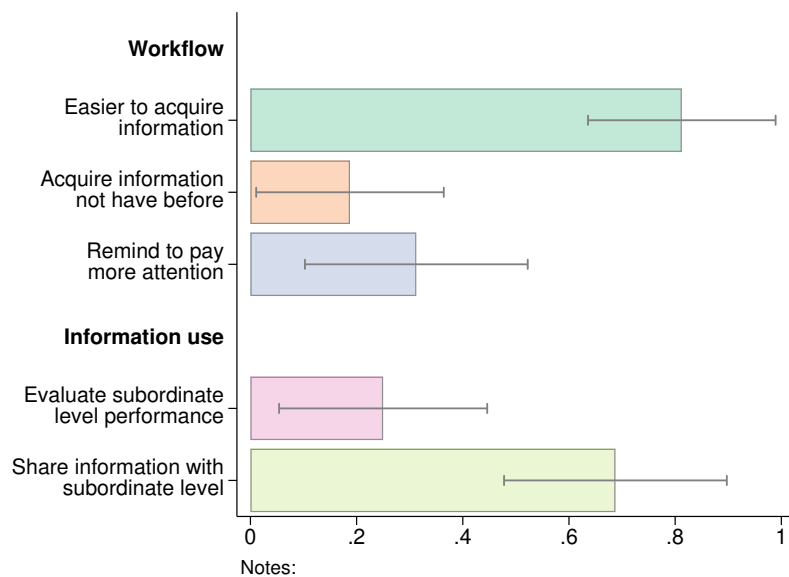 Workflow
Easier to acquire
information
Acquire information
not have before
Remind to pay
more attention
Information use
Evaluate subordinate
level performance
Share information with
subordinate level
0 .2 .4 .6 .8 1
Notes: